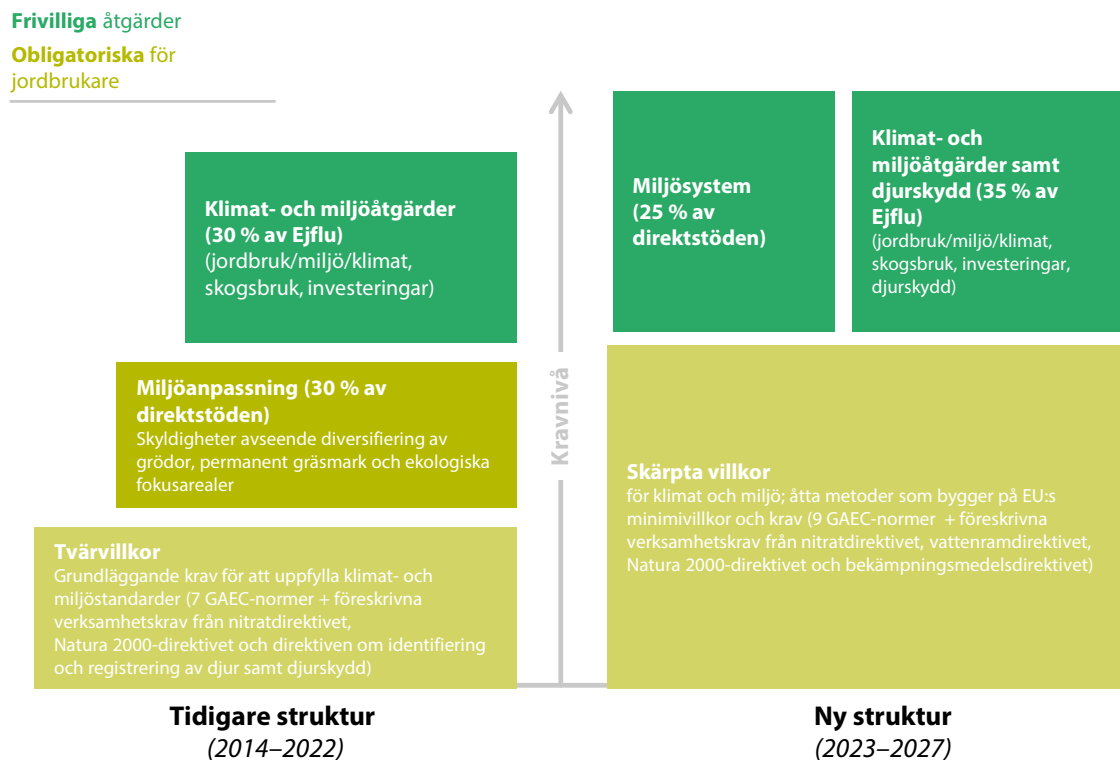 Frivilliga åtgärder
Obligatoriska för
jordbrukare
Klimat- och miljöåtgärder
(30 % av Ejflu)
(jordbruk/miljö/klimat,
skogsbruk, investeringar)
Miljöanpassning (30 % av
direktstöden)
Skyldigheter avseende diversifiering av
grödor, permanent gräsmark och ekologiska
fokusarealer
Tvärvillkor
Grundläggande krav för att uppfylla klimat- och
miljöstandarder (7 GAEC-normer + föreskrivna
verksamhetskrav från nitratdirektivet,
Natura 2000-direktivet och direktiven om identifiering
och registrering av djur samt djurskydd)
Tidigare struktur
(2014–2022)
Kravnivå
Miljösystem
(25 % av
direktstöden)
Klimat- och
miljöåtgärder samt
djurskydd (35 % av
Ejflu)
(jordbruk/miljö/klimat,
skogsbruk, investeringar,
djurskydd)
Skärpta villkor
för klimat och miljö; åtta metoder som bygger på EU:s
minimivillkor och krav (9 GAEC-normer + föreskrivna
verksamhetskrav från nitratdirektivet, vattenramdirektivet,
Natura 2000-direktivet och bekämpningsmedelsdirektivet)
Ny struktur
(2023–2027)